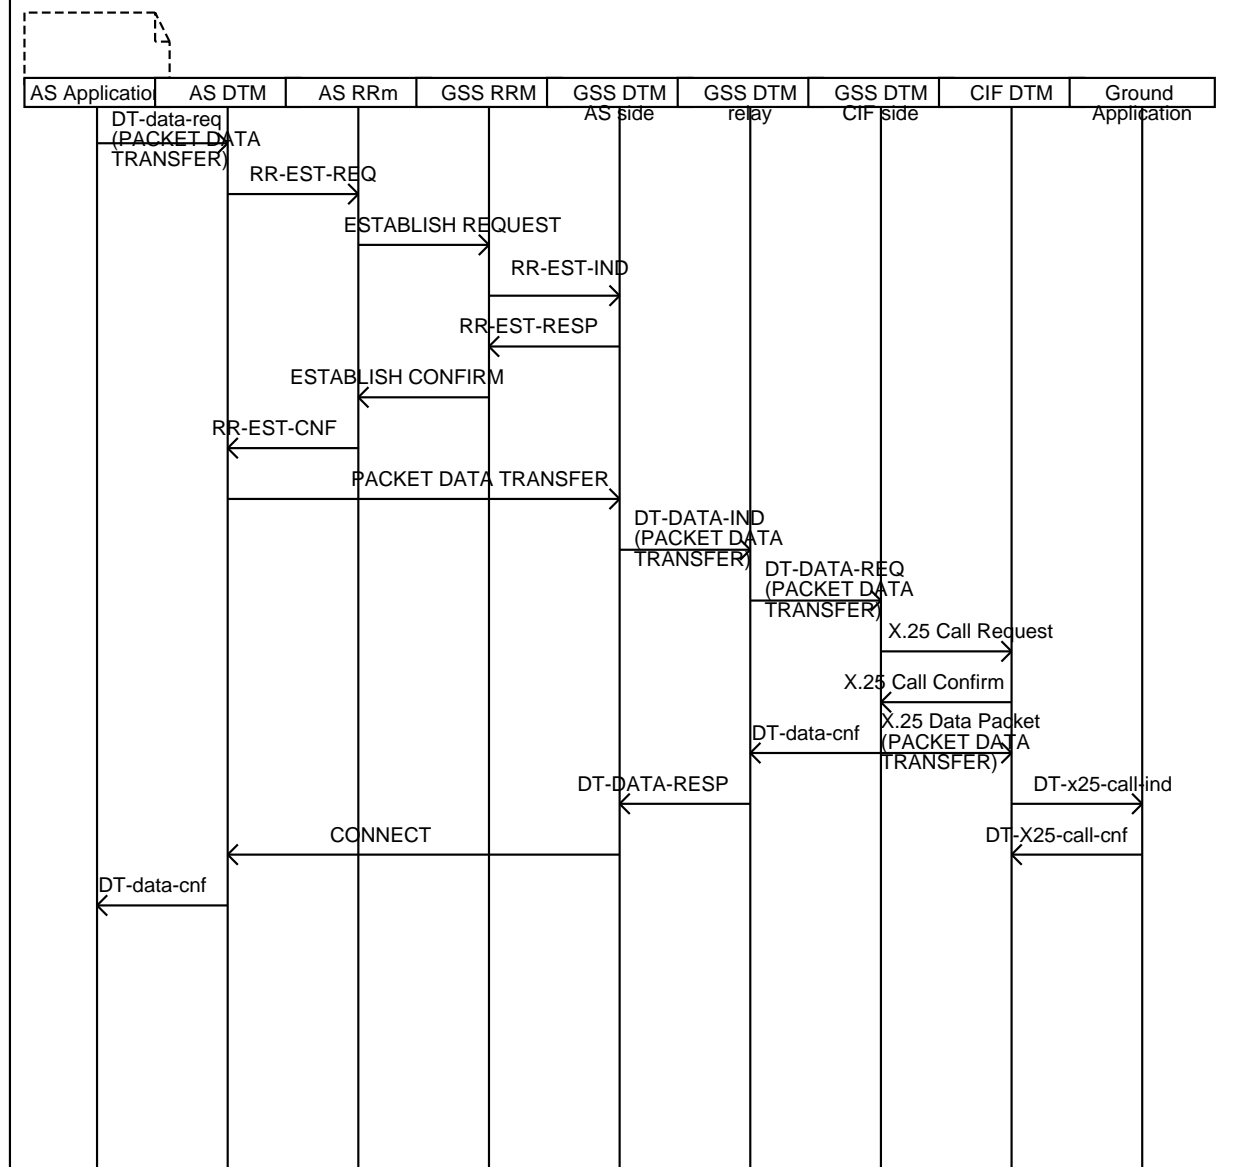 AS Application
AS DTM
AS RRm
GSS RRM
GSS DTM
AS side
GSS DTM
relay
GSS DTM
CIF side
CIF DTM
Ground
Application
DT-data-req
(PACKET DATA
TRANSFER)
RR-EST-REQ
ESTABLISH REQUEST
RR-EST-IND
RR-EST-RESP
ESTABLISH CONFIRM
RR-EST-CNF
PACKET DATA TRANSFER
DT-DATA-IND
(PACKET DATA
TRANSFER)
DT-DATA-REQ
(PACKET DATA
TRANSFER)
X.25 Call Request
X.25 Call Confirm
DT-data-cnf
X.25 Data Packet
(PACKET DATA
TRANSFER)
DT-DATA-RESP
DT-x25-call-ind
CONNECT
DT-X25-call-cnf
DT-data-cnf